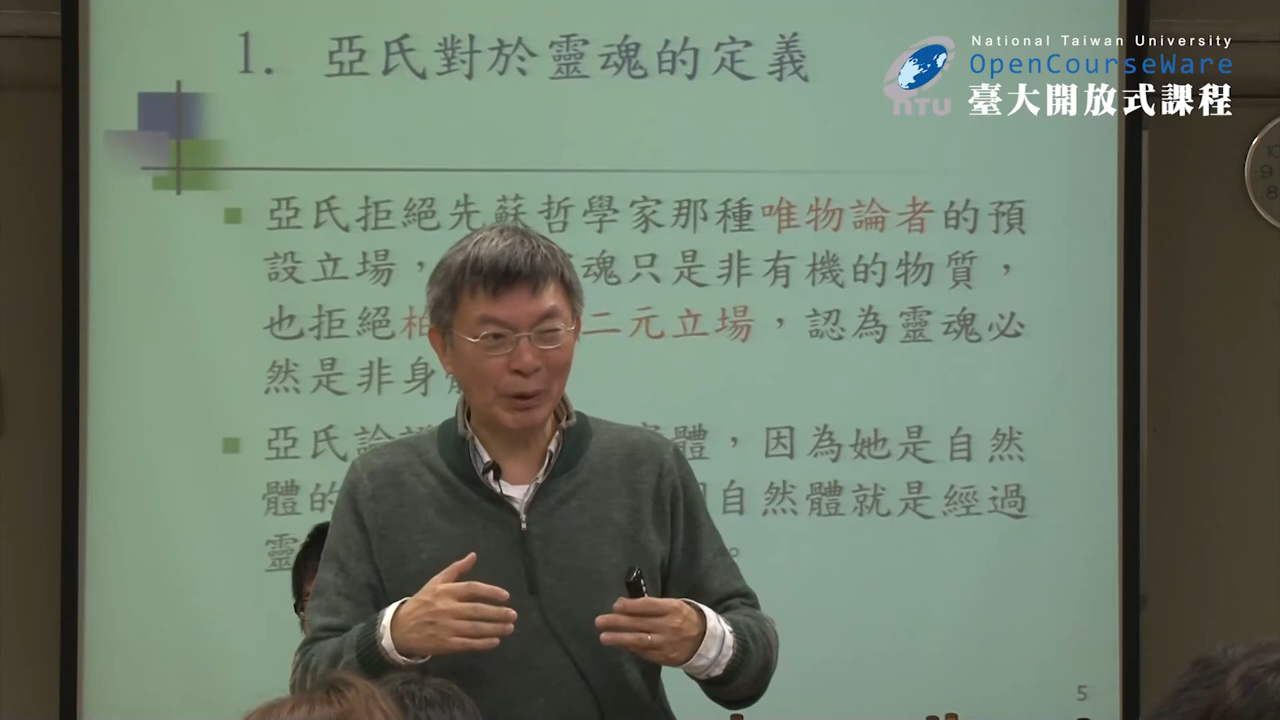 1. 亞氏對於靈魂的定義
National Taiwan University
OpenCourseWare
NTU
臺大開放式課程
亞氏拒絕先蘇哲學家那種唯物論者的預
設立場，魂只是非有機的物質，
也拒絕柏二元立場，認為靈魂必
然是非身體
亞氏論體，因為她是自然
體的自然體就是經過
靈。
5
10
9
8